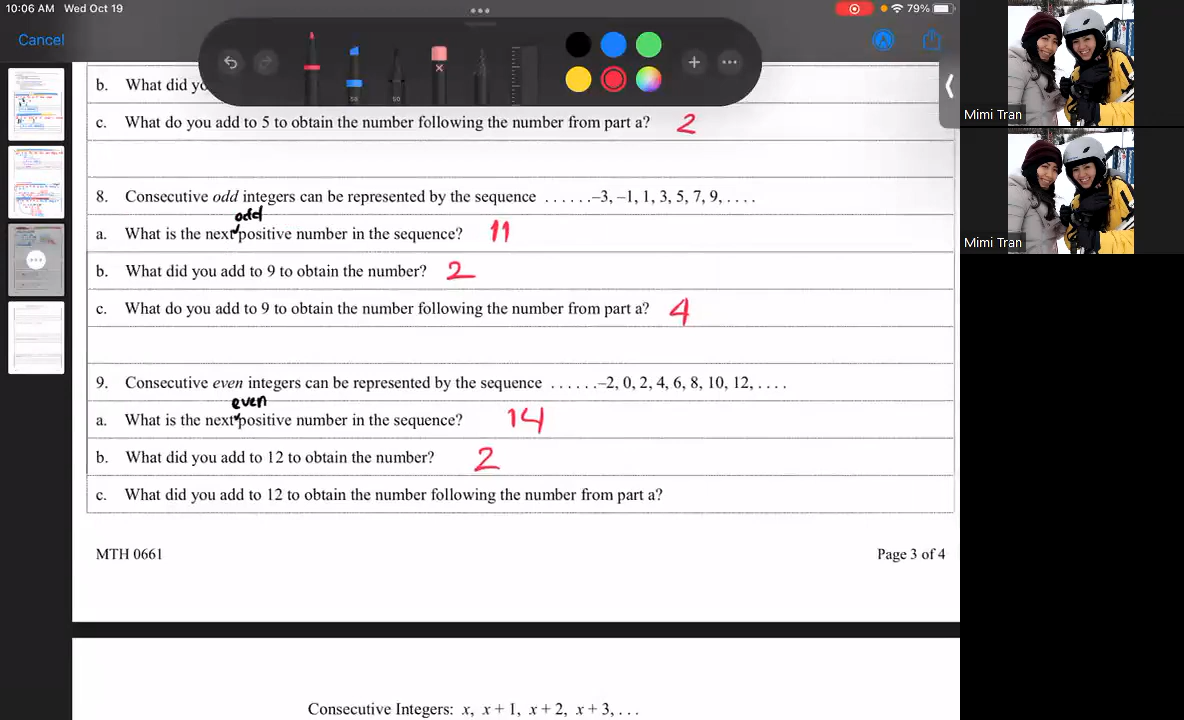 10:06 AM Wed Oct 19
79%
Cancel
50
50
b. What did yo
c. What do you add to 5 to obtain the number following the number from part a? 2
8. Consecutive odd integers can be represented by the sequence ......–3, –1, 1, 3, 5, 7, 9, ....
odd
a. What is the next positive number in the sequence? 11
b. What did you add to 9 to obtain the number? 2
c. What do you add to 9 to obtain the number following the number from part a? 4
9. Consecutive even integers can be represented by the sequence ......–2, 0, 2, 4, 6, 8, 10, 12, ....
even
a. What is the next positive number in the sequence? 14
b. What did you add to 12 to obtain the number? 2
c. What did you add to 12 to obtain the number following the number from part a?
MTH 0661 Page 3 of 4
Consecutive Integers: x, x + 1, x + 2, x + 3, ...
Mimi Tran
Mimi Tran